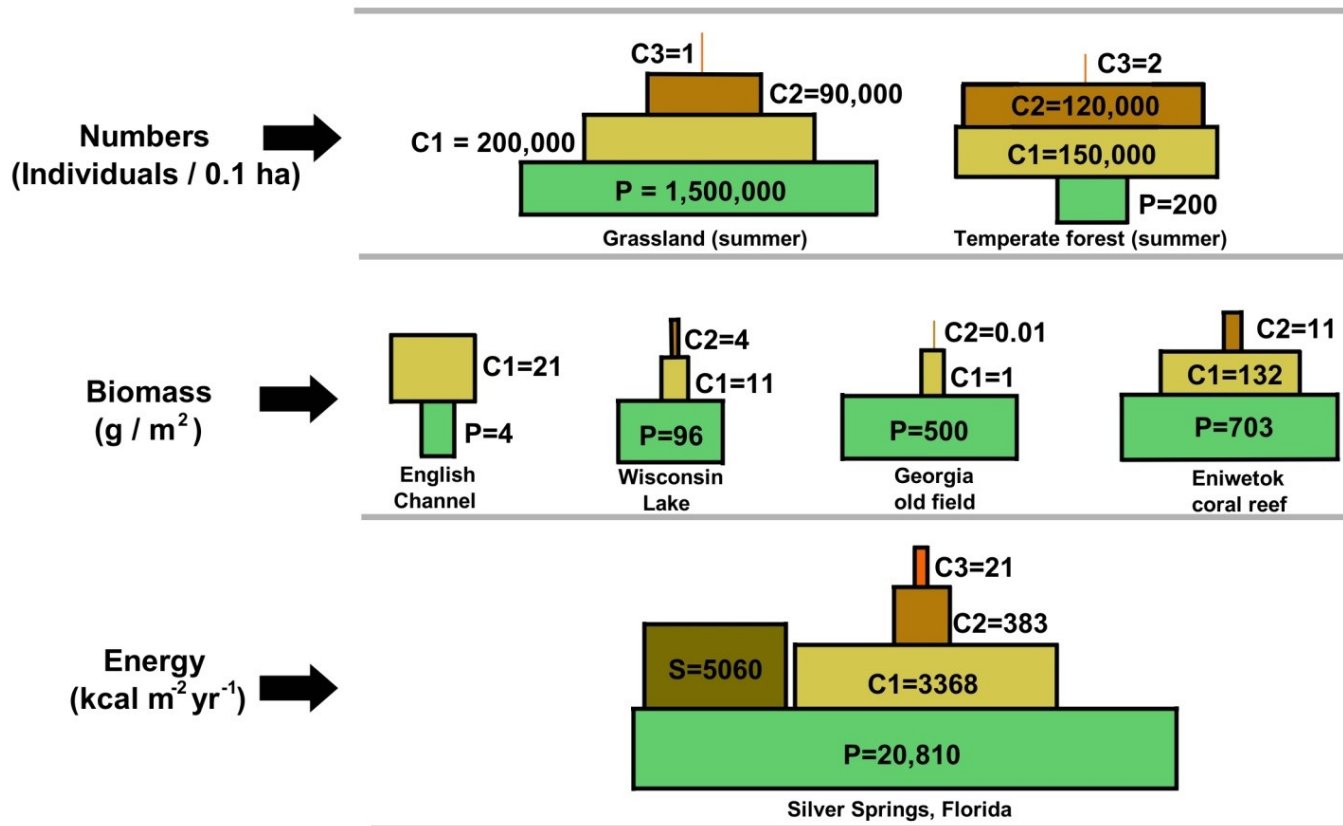 Numbers
(Individuals / 0.1 ha)
C3=1
C2=90,000
C1 = 200,000
P = 1,500,000
Grassland (summer)
C3=2
C2=120,000
C1=150,000
P=200
Temperate forest (summer)
Biomass
(g / m²)
C1=21
P=4
English
Channel
C2=4
C1=11
P=96
Wisconsin
Lake
C2=0.01
C1=1
P=500
Georgia
old field
C2=11
C1=132
P=703
Eniwetok
coral reef
Energy
(kcal m⁻² yr⁻¹)
C3=21
C2=383
S=5060
C1=3368
P=20,810
Silver Springs, Florida